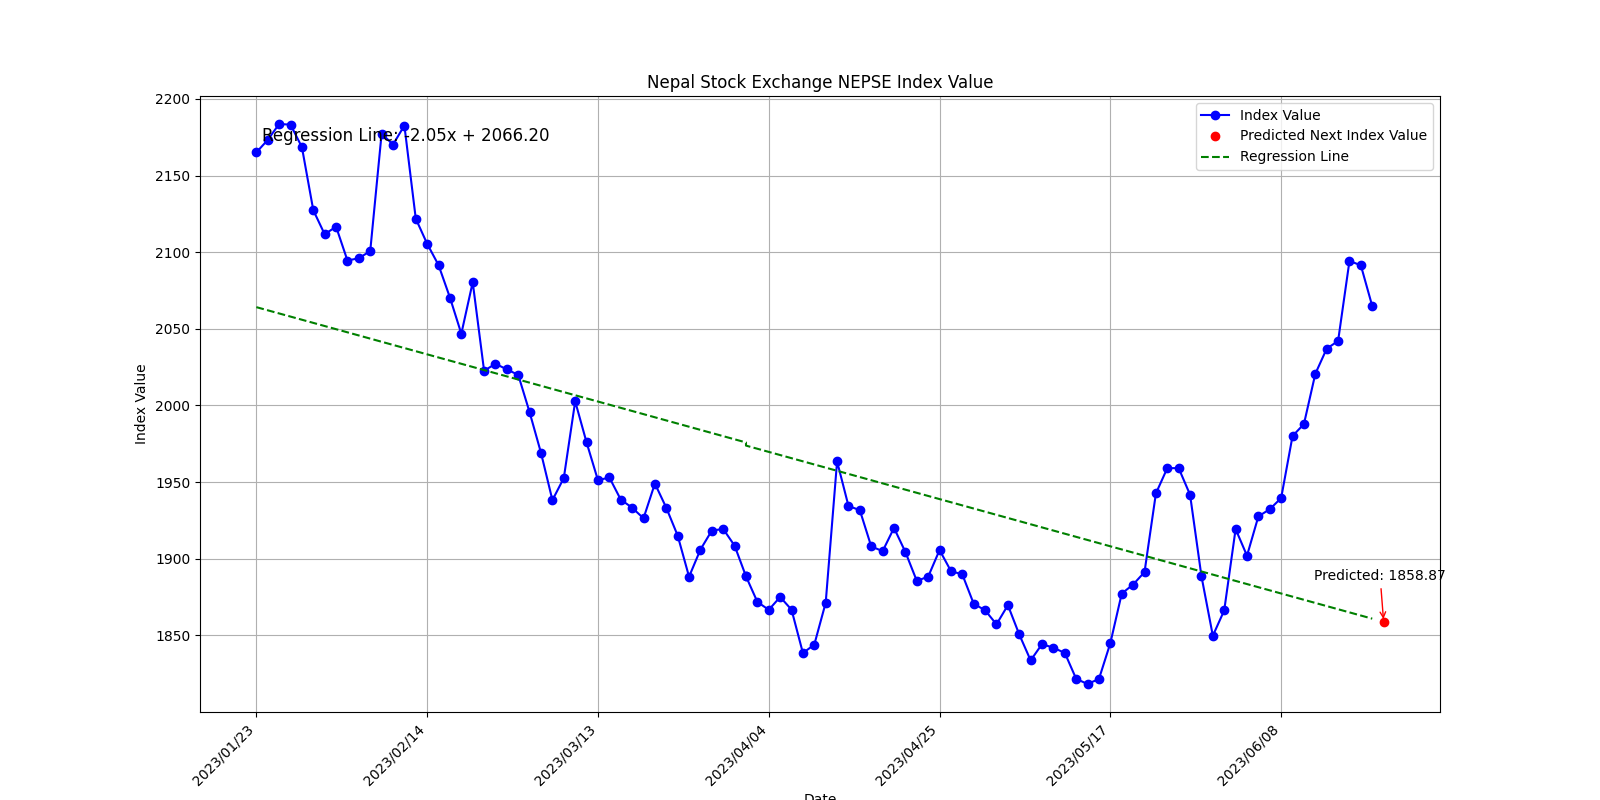 Nepal Stock Exchange NEPSE Index Value
Regression Line: -2.05x + 2066.20
Index Value
Predicted Next Index Value
Regression Line
2200
2150
2100
2050
2000
1950
1900
1850
Index Value
Predicted: 1858.87
2023/01/23
2023/02/14
2023/03/13
2023/04/04
2023/04/25
2023/05/17
2023/06/08
Date